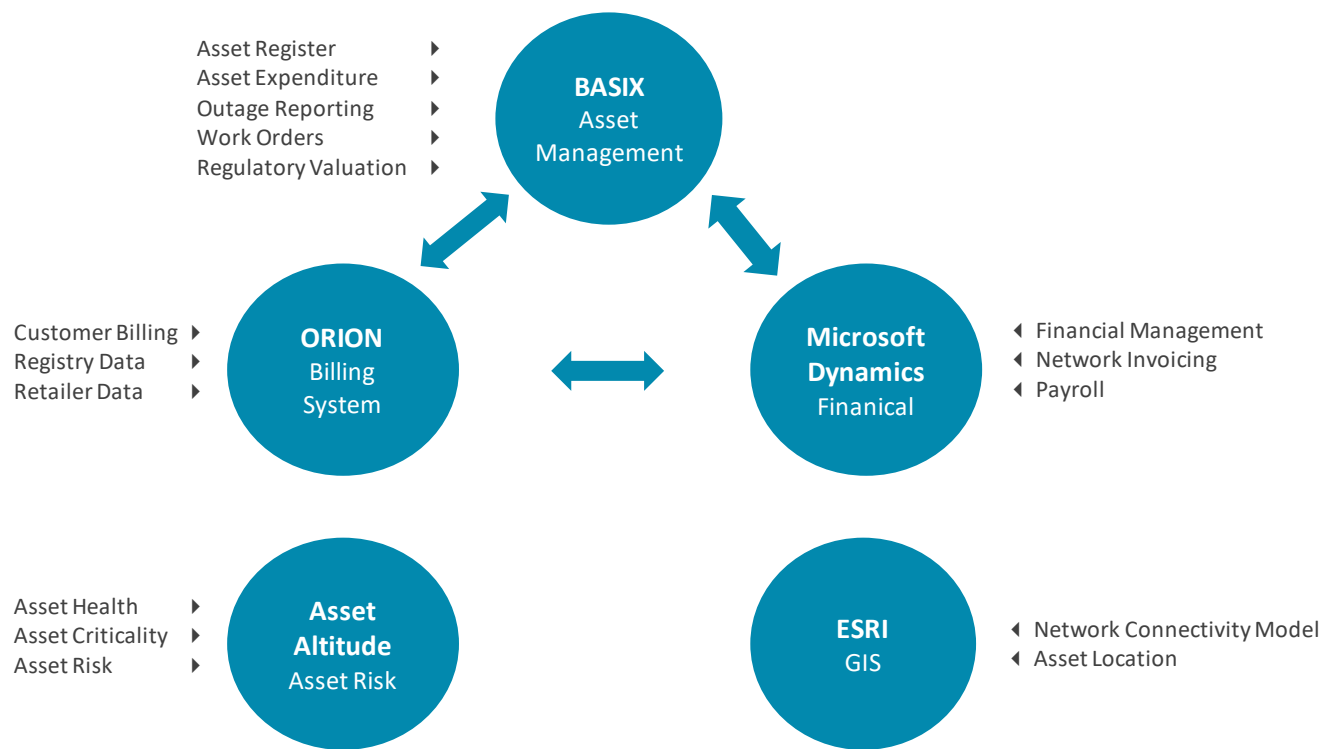 Asset Register
Asset Expenditure
Outage Reporting
Work Orders
Regulatory Valuation
BASIX
Asset
Management
Customer Billing
Registry Data
Retailer Data
ORION
Billing
System
Microsoft
Dynamics
Finanical
Financial Management
Network Invoicing
Payroll
Asset Health
Asset Criticality
Asset Risk
Asset
Altitude
Asset Risk
ESRI
GIS
Network Connectivity Model
Asset Location